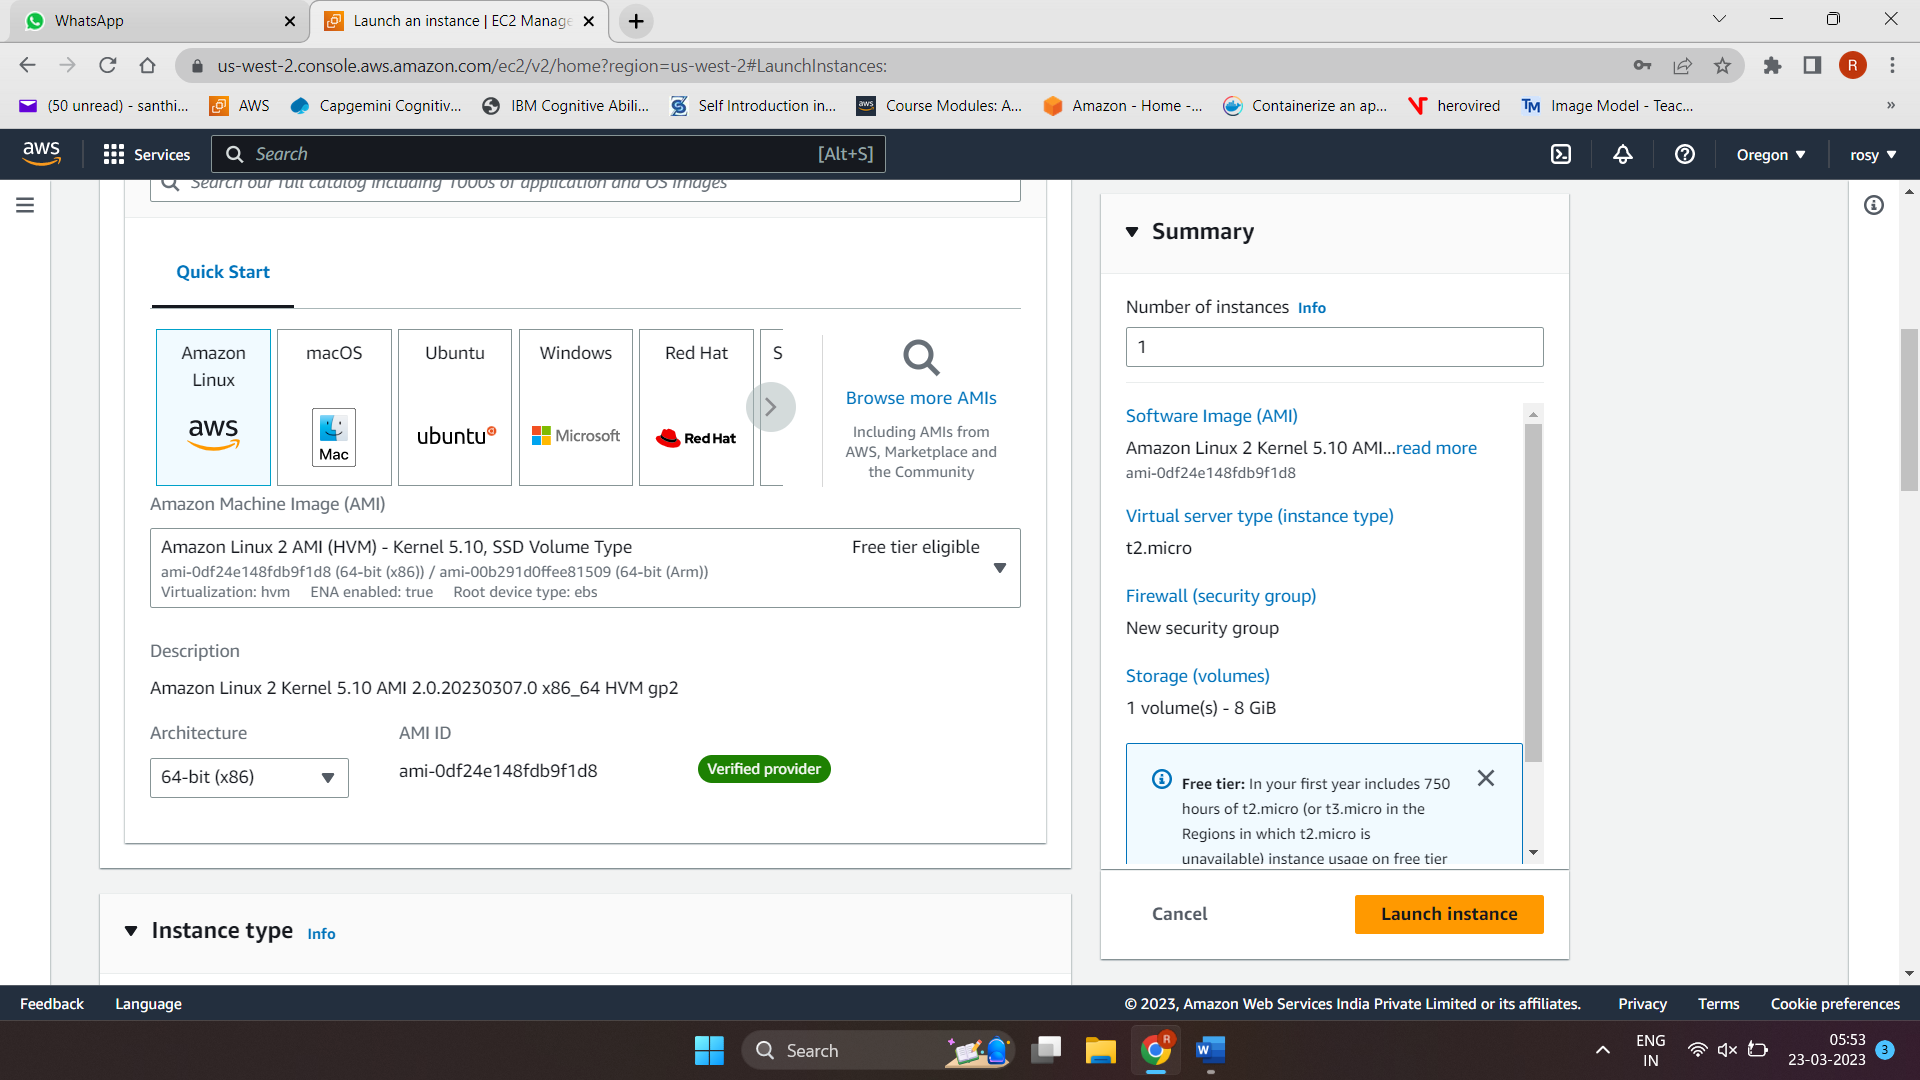 WhatsApp
Launch an instance | EC2 Manage
us-west-2.console.aws.amazon.com/ec2/v2/home?region=us-west-2#LaunchInstances:
R
(50 unread) - santhi...
AWS
Capgemini Cognitiv...
IBM Cognitive Abili...
Self Introduction in...
aws
Course Modules: A...
Amazon - Home -...
Containerize an ap...
herovired
TM
Image Model - Teac...
»
aws
Services
Search
[Alt+S]
Oregon
rosy
Search our full catalog including 1000s of application and OS images
Quick Start
Amazon
Linux
aws
macOS
Mac
Ubuntu
ubuntu
Windows
Microsoft
Red Hat
Red Hat
S
Browse more AMIs
Including AMIs from
AWS, Marketplace and
the Community
Amazon Machine Image (AMI)
Amazon Linux 2 AMI (HVM) - Kernel 5.10, SSD Volume Type
Free tier eligible
ami-0df24e148fdb9f1d8 (64-bit (x86)) / ami-00b291d0ffee81509 (64-bit (Arm))
Virtualization: hvm ENA enabled: true Root device type: ebs
Description
Amazon Linux 2 Kernel 5.10 AMI 2.0.20230307.0 x86_64 HVM gp2
Architecture
AMI ID
64-bit (x86)
ami-0df24e148fdb9f1d8
Verified provider
Instance type Info
Summary
Number of instances Info
1
Software Image (AMI)
Amazon Linux 2 Kernel 5.10 AMI...read more
ami-0df24e148fdb9f1d8
Virtual server type (instance type)
t2.micro
Firewall (security group)
New security group
Storage (volumes)
1 volume(s) - 8 GiB
Free tier: In your first year includes 750
hours of t2.micro (or t3.micro in the
Regions in which t2.micro is
unavailable) instance usage on free tier
Cancel
Launch instance
Feedback
Language
© 2023, Amazon Web Services India Private Limited or its affiliates.
Privacy
Terms
Cookie preferences
Search
R
W
ENG
IN
05:53
23-03-2023
3